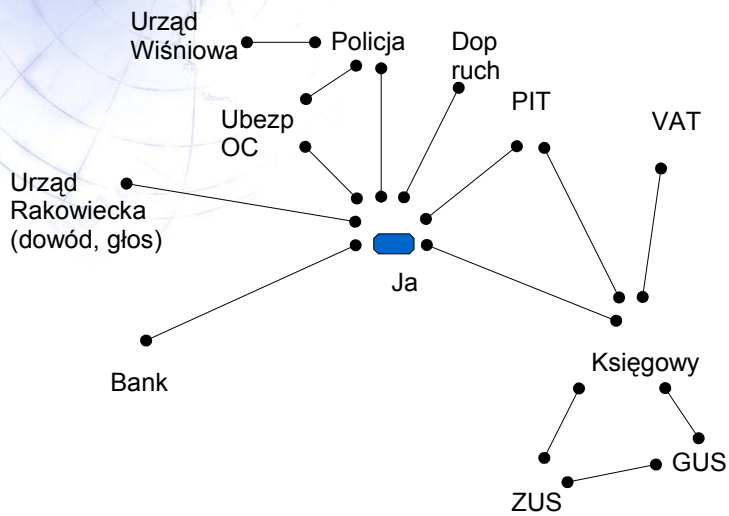 Urząd
Wiśniowa
Policja
Dop
ruch
PIT
VAT
Ubezp
OC
Urząd
Rakowiecka
(dowód, głos)
Ja
Bank
Księgowy
GUS
ZUS